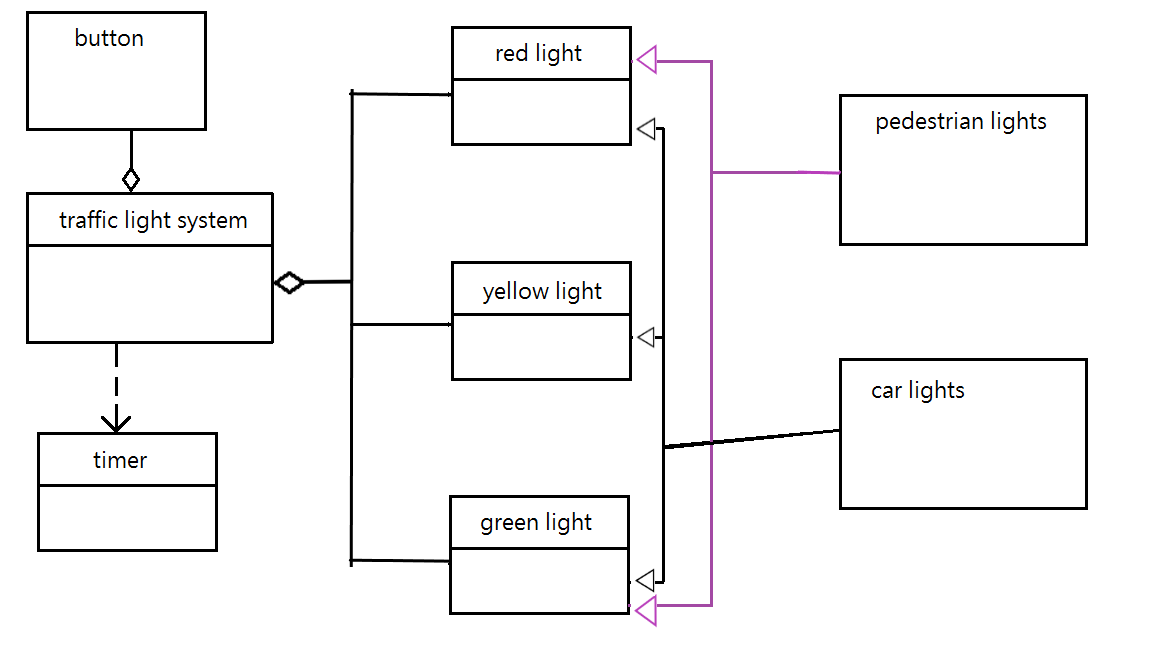 button
red light
pedestrian lights
traffic light system
yellow light
car lights
timer
green light